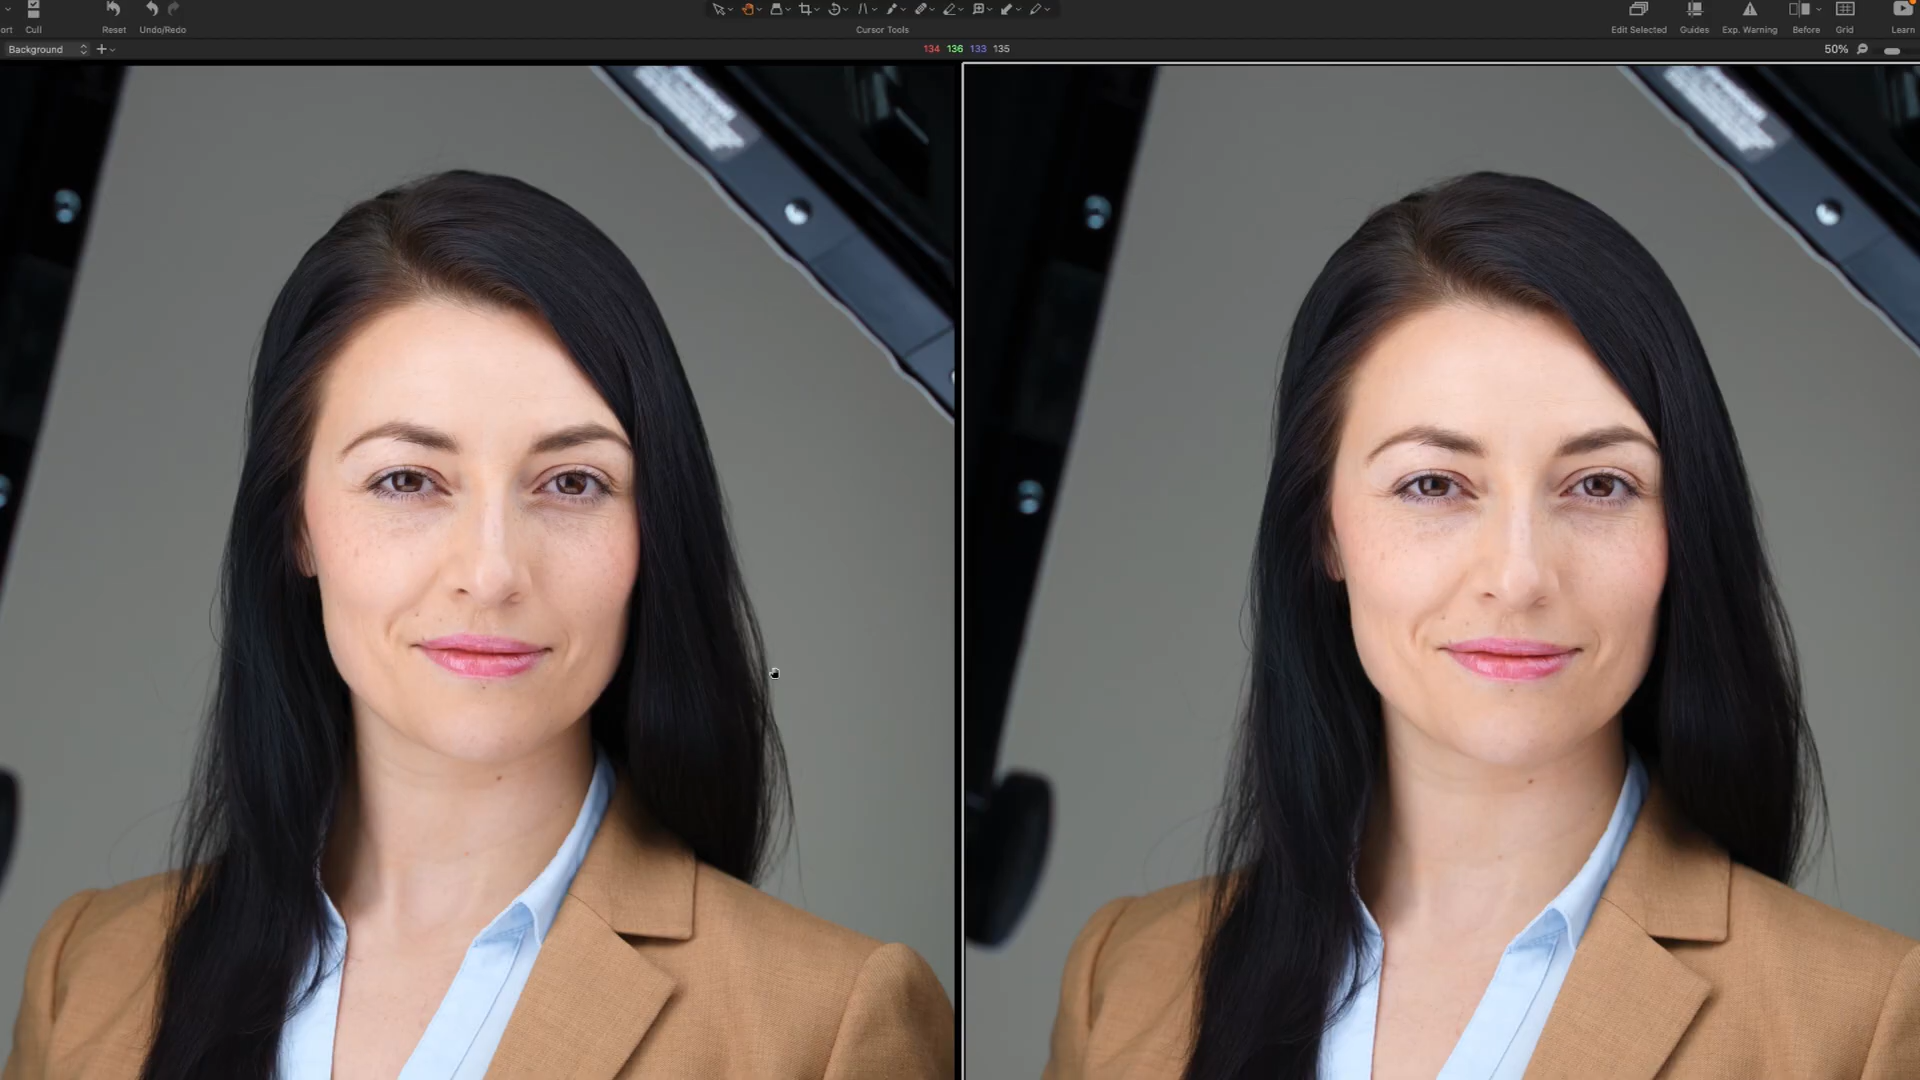 ort Cull Reset Undo/Redo Cursor Tools Edit Selected Guides Exp. Warning Before Grid Learn
Background 134 136 133 135 50%